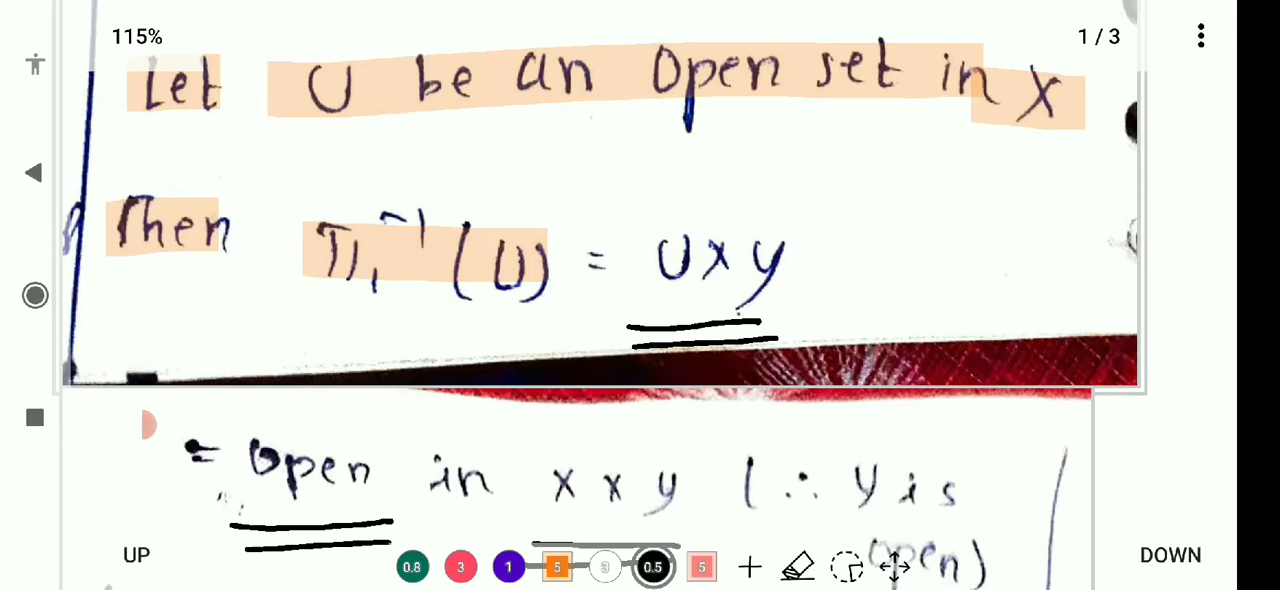 115%
1 / 3
Let U be an open set in X
Then π₁⁻¹ (U) = U x y
= open in x x y ( ∴ y is
open)
UP
0.8 3 1 5 3 0.5 5
DOWN